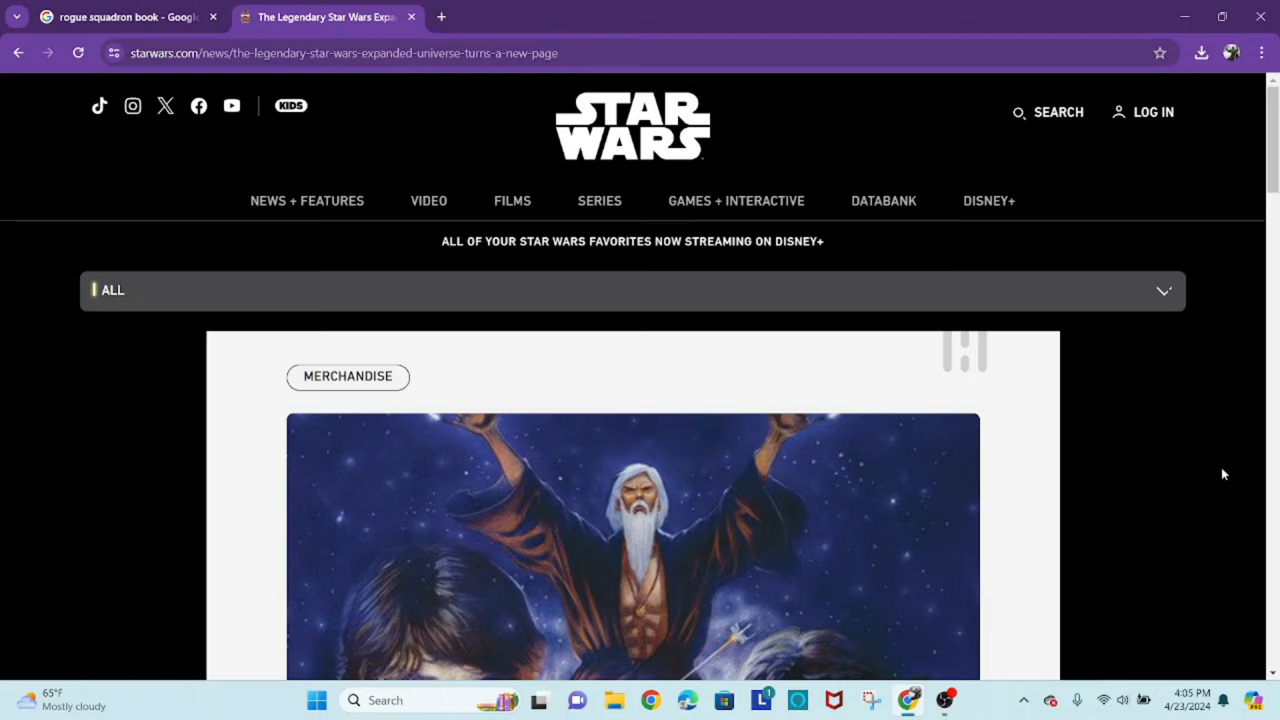 rogue squadron book - Google
The Legendary Star Wars Expa
starwars.com/news/the-legendary-star-wars-expanded-universe-turns-a-new-page
KIDS
STAR
WARS
SEARCH
LOG IN
NEWS + FEATURES
VIDEO
FILMS
SERIES
GAMES + INTERACTIVE
DATABANK
DISNEY+
ALL OF YOUR STAR WARS FAVORITES NOW STREAMING ON DISNEY+
ALL
MERCHANDISE
65°F
Mostly cloudy
Search
1
4:05 PM
4/23/2024